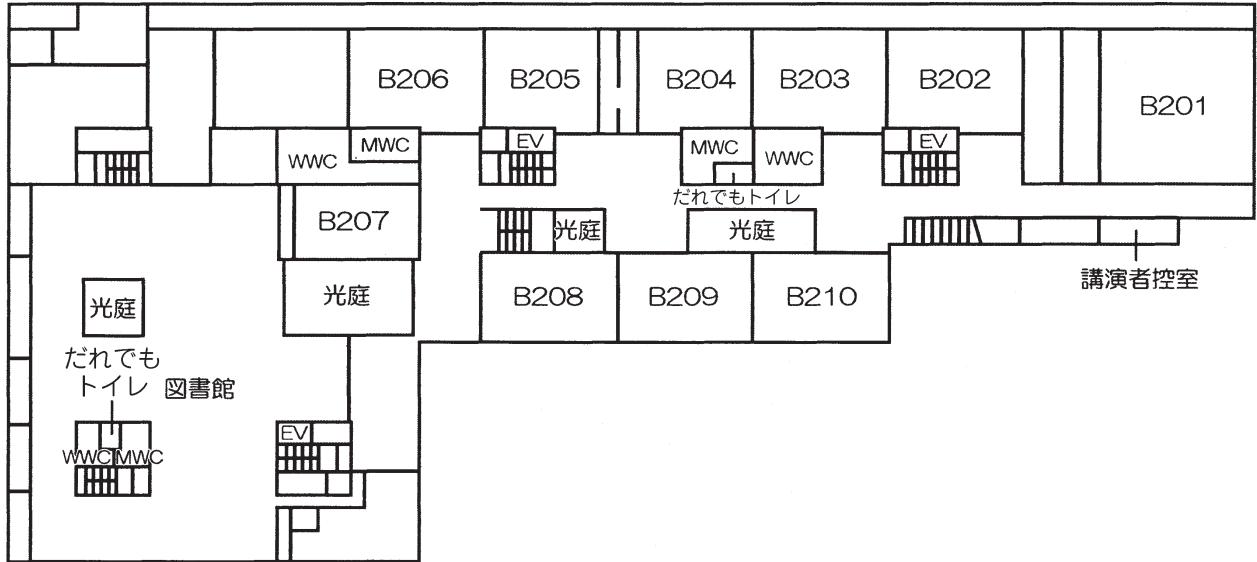 B206
B205
B204
B203
B202
B201
WWC
MWC
EV
MWC
WWC
EV
だれでもトイレ
B207
光庭
光庭
光庭
光庭
B208
B209
B210
講演者控室
だれでも
トイレ
図書館
EV
WWC
MWC